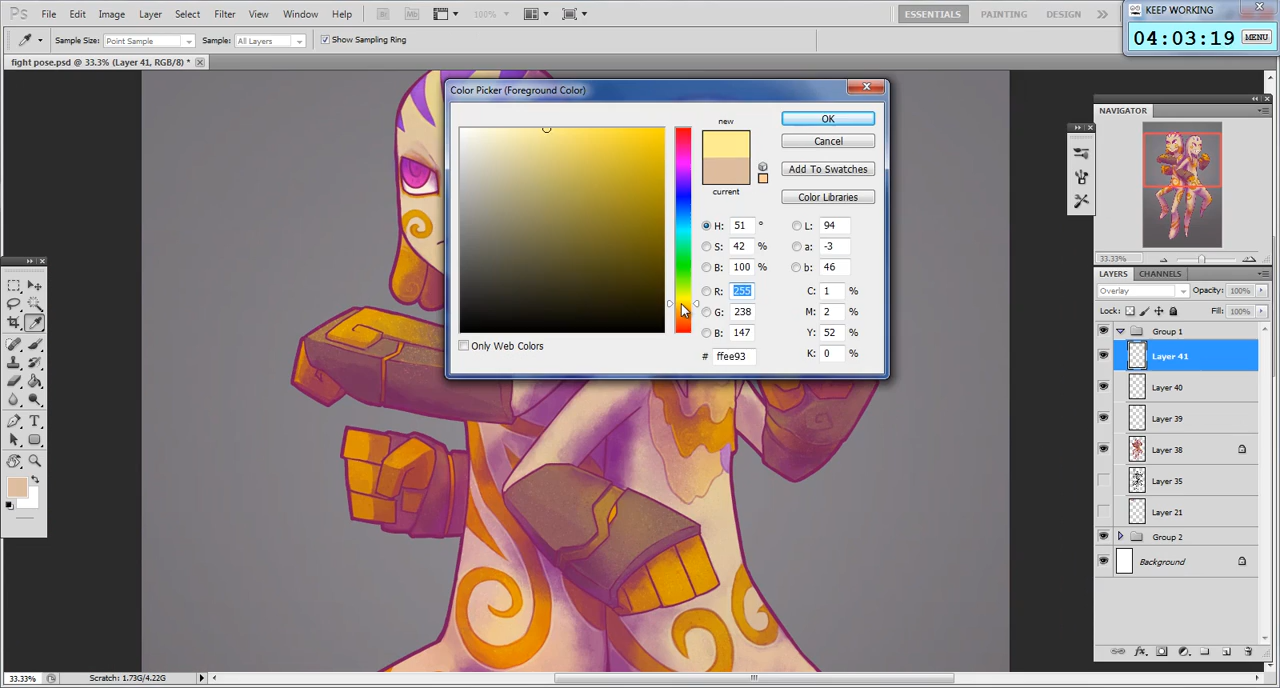 Ps File Edit Image Layer Select Filter View Window Help Br Mb 100% ESSENTIALS PAINTING DESIGN
KEEP WORKING
04:03:19 MENU
Sample Size: Point Sample Sample: All Layers Show Sampling Ring
fight pose.psd @ 33.3% (Layer 41, RGB/8) *
Color Picker (Foreground Color)
new
current
OK
Cancel
Add To Swatches
Color Libraries
H: 51 °
S: 42 %
B: 100 %
R: 255
G: 238
B: 147
# ffee93
L: 94
a: -3
b: 46
C: 1 %
M: 2 %
Y: 52 %
K: 0 %
Only Web Colors
NAVIGATOR
33.33%
LAYERS CHANNELS
Overlay Opacity: 100%
Lock: Fill: 100%
Group 1
Layer 41
Layer 40
Layer 39
Layer 38
Layer 35
Layer 21
Group 2
Background
fx
33.33% Scratch: 1.73G/4.22G